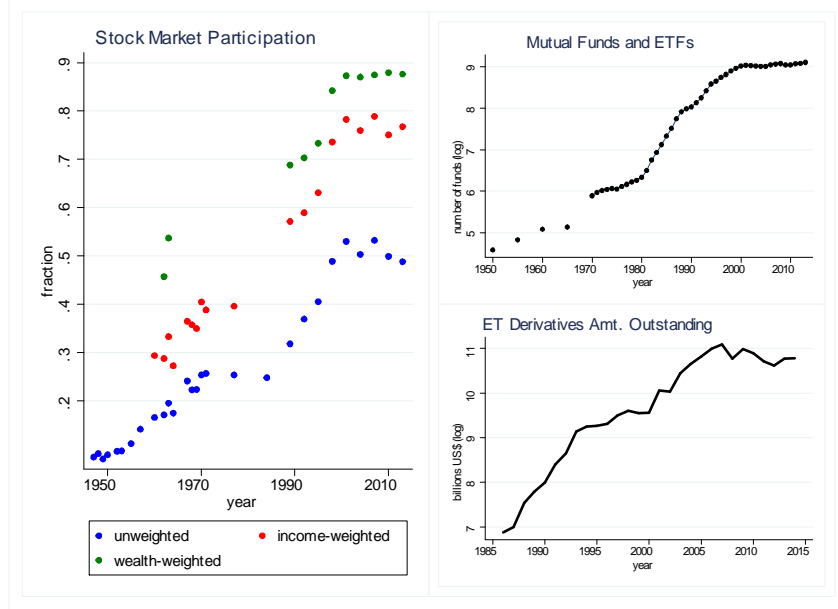 Stock Market Participation
.9
.8
.7
.6
.5
.4
.3
.2
fraction
1950 1970 1990 2010
year
unweighted income-weighted
wealth-weighted
Mutual Funds and ETFs
9
8
7
6
5
number of funds (log)
1950 1960 1970 1980 1990 2000 2010
year
ET Derivatives Amt. Outstanding
11
10
9
8
7
billions US$ (log)
1985 1990 1995 2000 2005 2010 2015
year